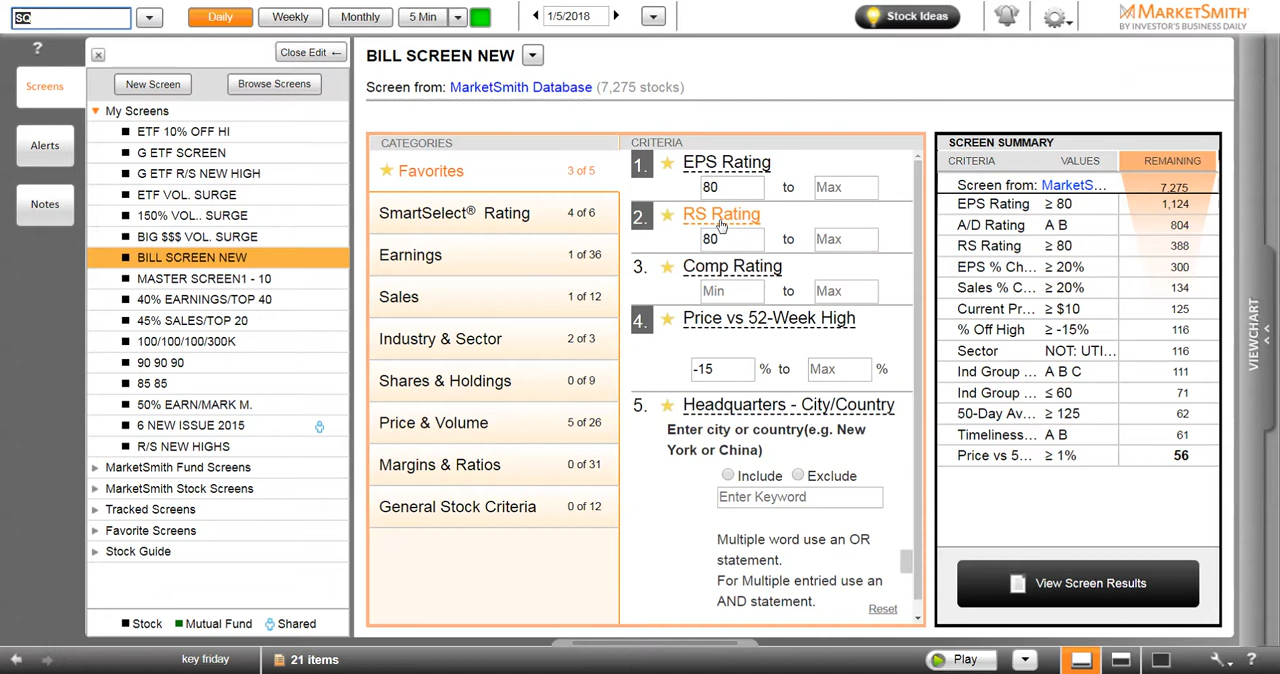 SQ
Daily
Weekly
Monthly
5 Min
1/5/2018
Stock Ideas
MARKETSMITH®
BY INVESTOR'S BUSINESS DAILY
?
Screens
Alerts
Notes
Close Edit ←
New Screen
Browse Screens
My Screens
ETF 10% OFF HI
G ETF SCREEN
G ETF R/S NEW HIGH
ETF VOL. SURGE
150% VOL.. SURGE
BIG $$$ VOL. SURGE
BILL SCREEN NEW
MASTER SCREEN1 - 10
40% EARNINGS/TOP 40
45% SALES/TOP 20
100/100/100/300K
90 90 90
85 85
50% EARN/MARK M.
6 NEW ISSUE 2015
R/S NEW HIGHS
MarketSmith Fund Screens
MarketSmith Stock Screens
Tracked Screens
Favorite Screens
Stock Guide
Stock Mutual Fund Shared
BILL SCREEN NEW
Screen from: MarketSmith Database (7,275 stocks)
CATEGORIES
Favorites 3 of 5
SmartSelect® Rating 4 of 6
Earnings 1 of 36
Sales 1 of 12
Industry & Sector 2 of 3
Shares & Holdings 0 of 9
Price & Volume 5 of 26
Margins & Ratios 0 of 31
General Stock Criteria 0 of 12
CRITERIA
1. EPS Rating
80 to Max
2. RS Rating
80 to Max
3. Comp Rating
Min to Max
4. Price vs 52-Week High
-15 % to Max %
5. Headquarters - City/Country
Enter city or country(e.g. New
York or China)
Include Exclude
Enter Keyword
Multiple word use an OR
statement.
For Multiple entried use an
AND statement.
Reset
SCREEN SUMMARY
CRITERIA VALUES REMAINING
Screen from: MarketS... 7,275
EPS Rating ≥ 80 1,124
A/D Rating A B 804
RS Rating ≥ 80 388
EPS % Ch... ≥ 20% 300
Sales % C... ≥ 20% 134
Current Pr... ≥ $10 125
% Off High ≥ -15% 116
Sector NOT: UTI... 116
Ind Group ... A B C 111
Ind Group ... ≤ 60 71
50-Day Av... ≥ 125 62
Timeliness... A B 61
Price vs 5... ≥ 1% 56
View Screen Results
VIEWCHART
key friday
21 items
Play
?